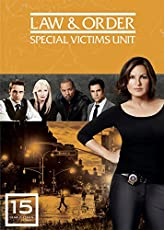 LAW & ORDER
SPECIAL VICTIMS UNIT
15